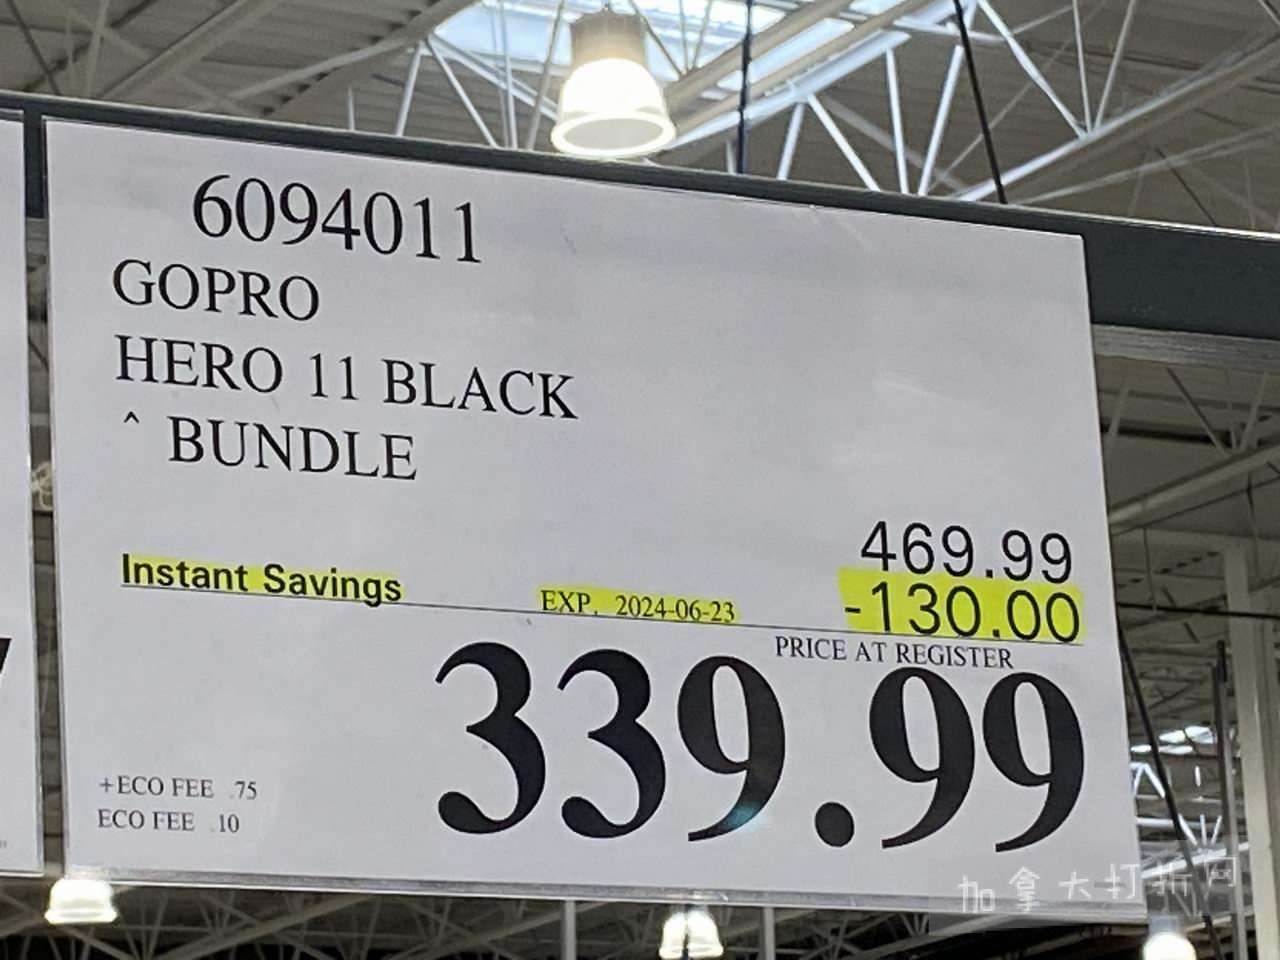 6094011
GOPRO
HERO 11 BLACK
^ BUNDLE
469.99
Instant Savings EXP. 2024-06-23 -130.00
PRICE AT REGISTER
339.99
+ECO FEE .75
ECO FEE .10
加拿大打折网